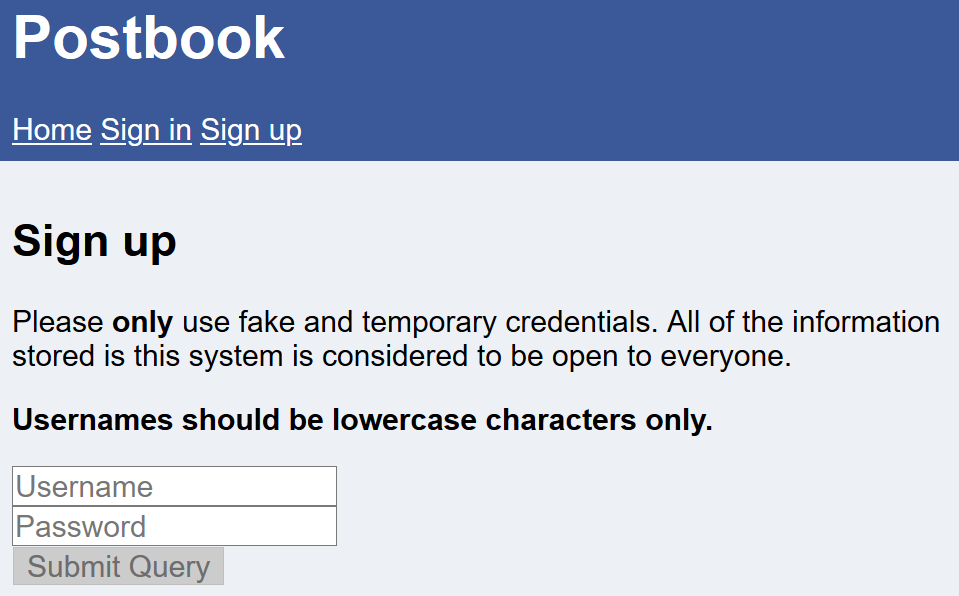 Postbook
Home Sign in Sign up
Sign up
Please only use fake and temporary credentials. All of the information
stored is this system is considered to be open to everyone.
Usernames should be lowercase characters only.
Username
Password
Submit Query